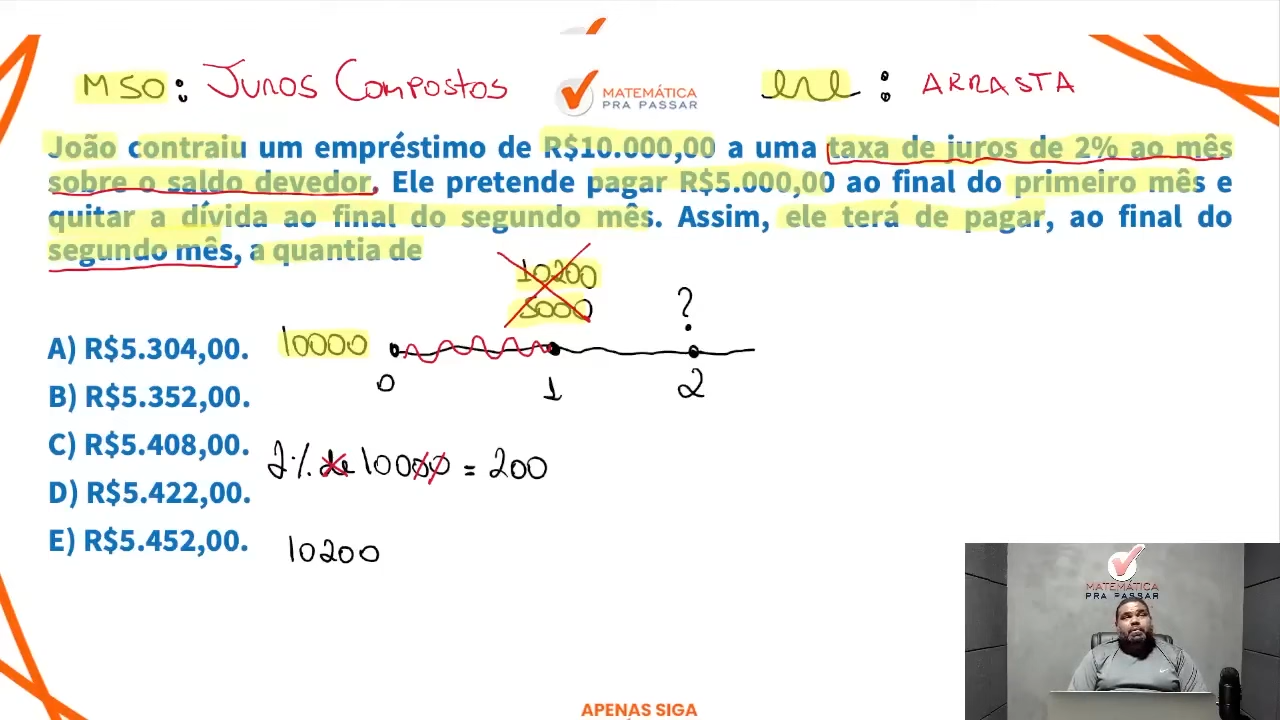 MSO : Juros Compostos
MATEMÁTICA
PRA PASSAR
: ARRASTA
João contraiu um empréstimo de R$10.000,00 a uma taxa de juros de 2% ao mês
sobre o saldo devedor. Ele pretende pagar R$5.000,00 ao final do primeiro mês e
quitar a dívida ao final do segundo mês. Assim, ele terá de pagar, ao final do
segundo mês, a quantia de
10200
5000
?
A) R$5.304,00.
10000
0
1
2
B) R$5.352,00.
C) R$5.408,00.
2% de 10000 = 200
D) R$5.422,00.
E) R$5.452,00.
10200
MATEMÁTICA
PRA PASSAR
APENAS SIGA